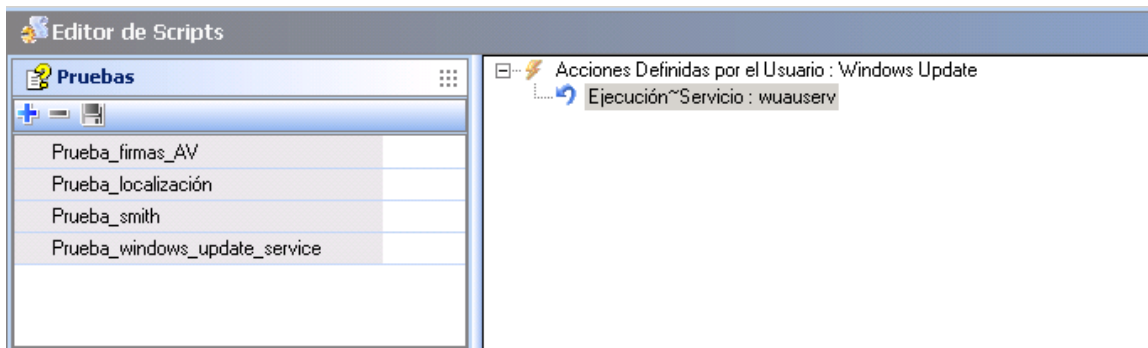 Editor de Scripts
Pruebas
Prueba_firmas_AV
Prueba_localización
Prueba_smith
Prueba_windows_update_service
Acciones Definidas por el Usuario : Windows Update
Ejecución~Servicio : wuauserv